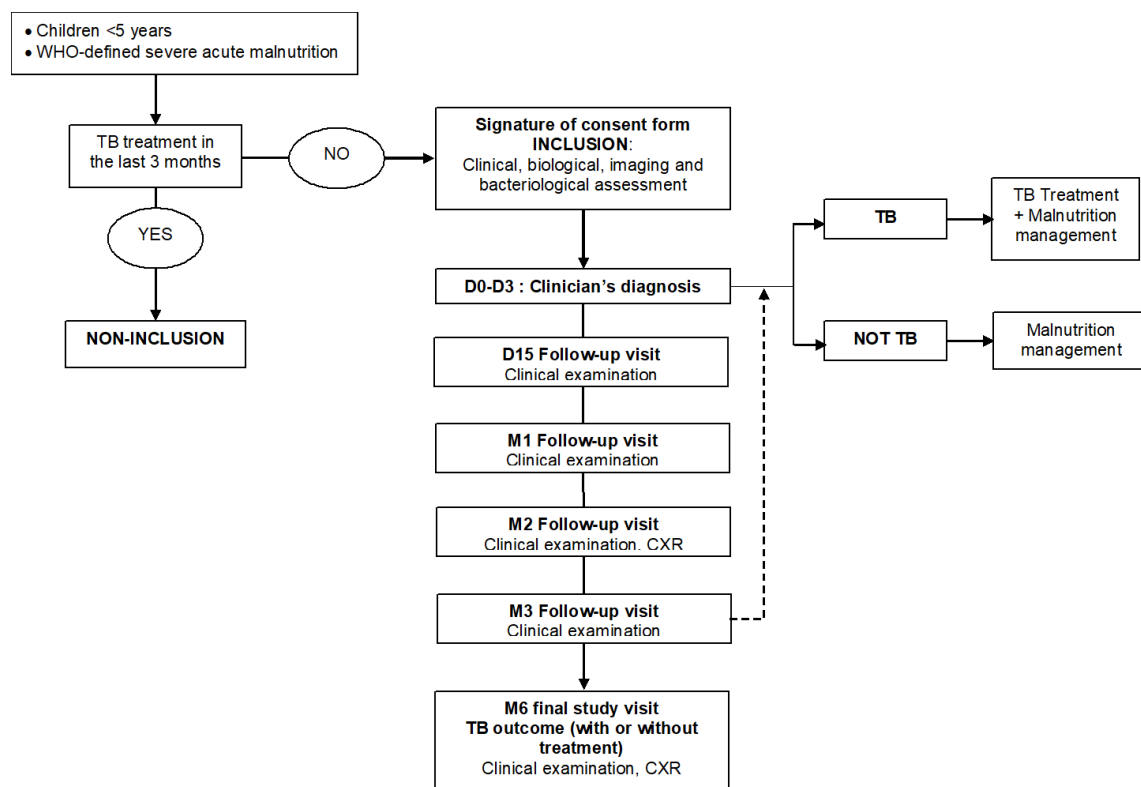 • Children <5 years
• WHO-defined severe acute malnutrition
TB treatment in
the last 3 months
NO
YES
NON-INCLUSION
Signature of consent form
INCLUSION:
Clinical, biological, imaging and
bacteriological assessment
D0-D3 : Clinician's diagnosis
TB
TB Treatment
+ Malnutrition
management
NOT TB
Malnutrition
management
D15 Follow-up visit
Clinical examination
M1 Follow-up visit
Clinical examination
M2 Follow-up visit
Clinical examination. CXR
M3 Follow-up visit
Clinical examination
M6 final study visit
TB outcome (with or without
treatment)
Clinical examination, CXR